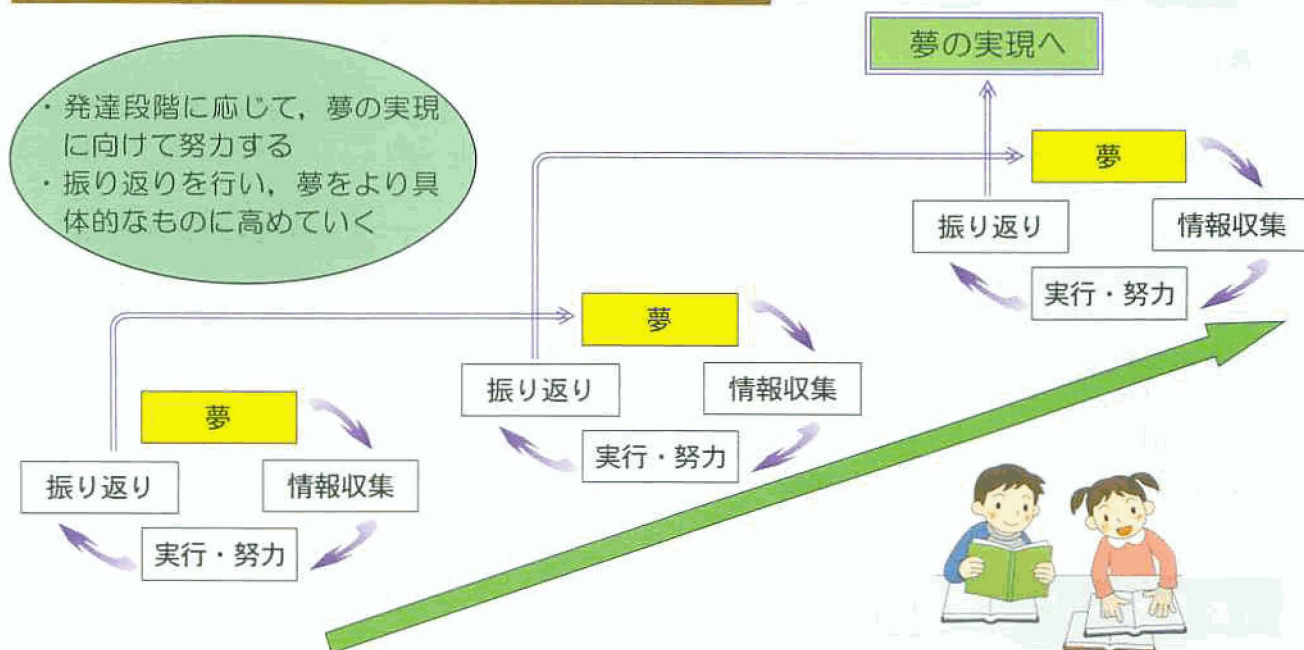 夢の実現へ
・発達段階に応じて，夢の実現
に向けて努力する
・振り返りを行い，夢をより具
体的なものに高めていく
夢
振り返り
情報収集
実行・努力
夢
振り返り
情報収集
実行・努力
夢
振り返り
情報収集
実行・努力